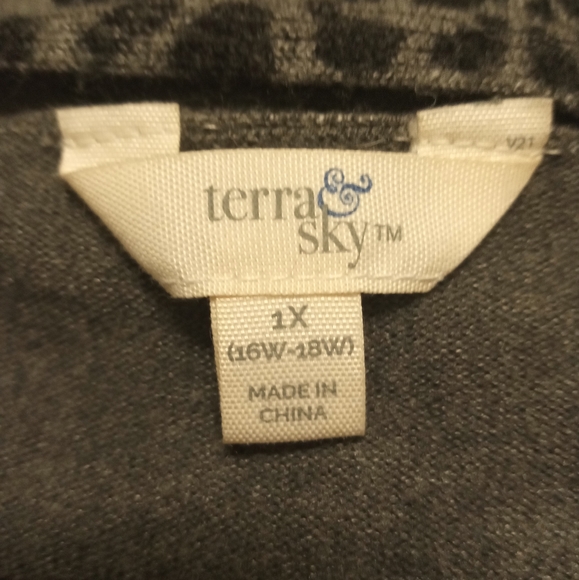 V21
terra &
sky™
1X
(16W-18W)
MADE IN
CHINA